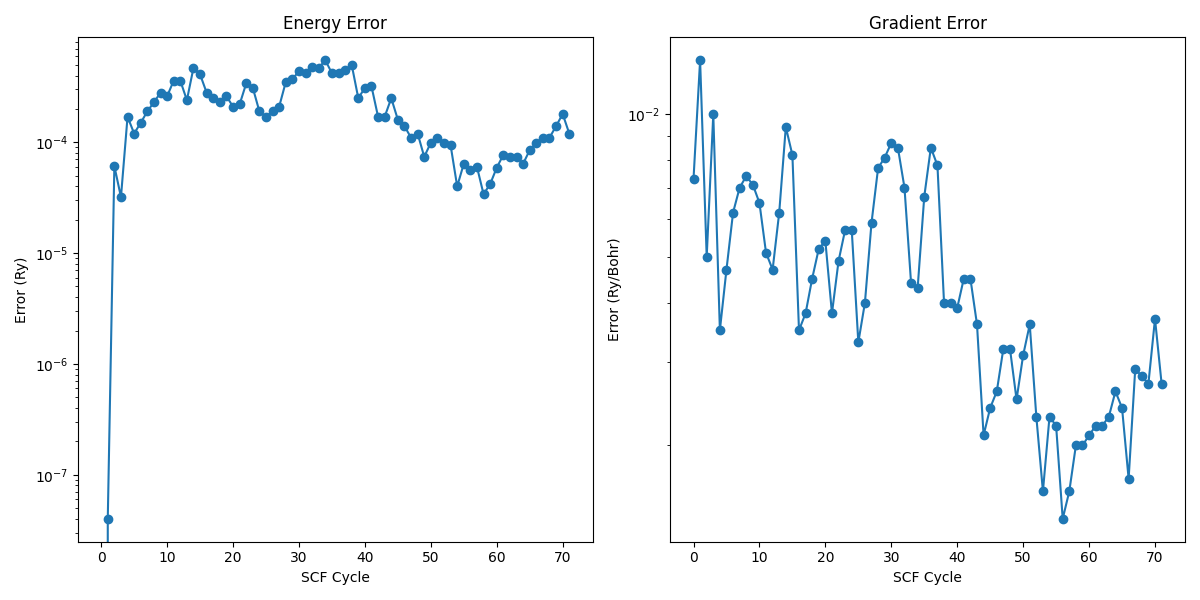 Energy Error
Error (Ry)
10⁻⁴
10⁻⁵
10⁻⁶
10⁻⁷
0 10 20 30 40 50 60 70
SCF Cycle
Gradient Error
Error (Ry/Bohr)
10⁻²
0 10 20 30 40 50 60 70
SCF Cycle